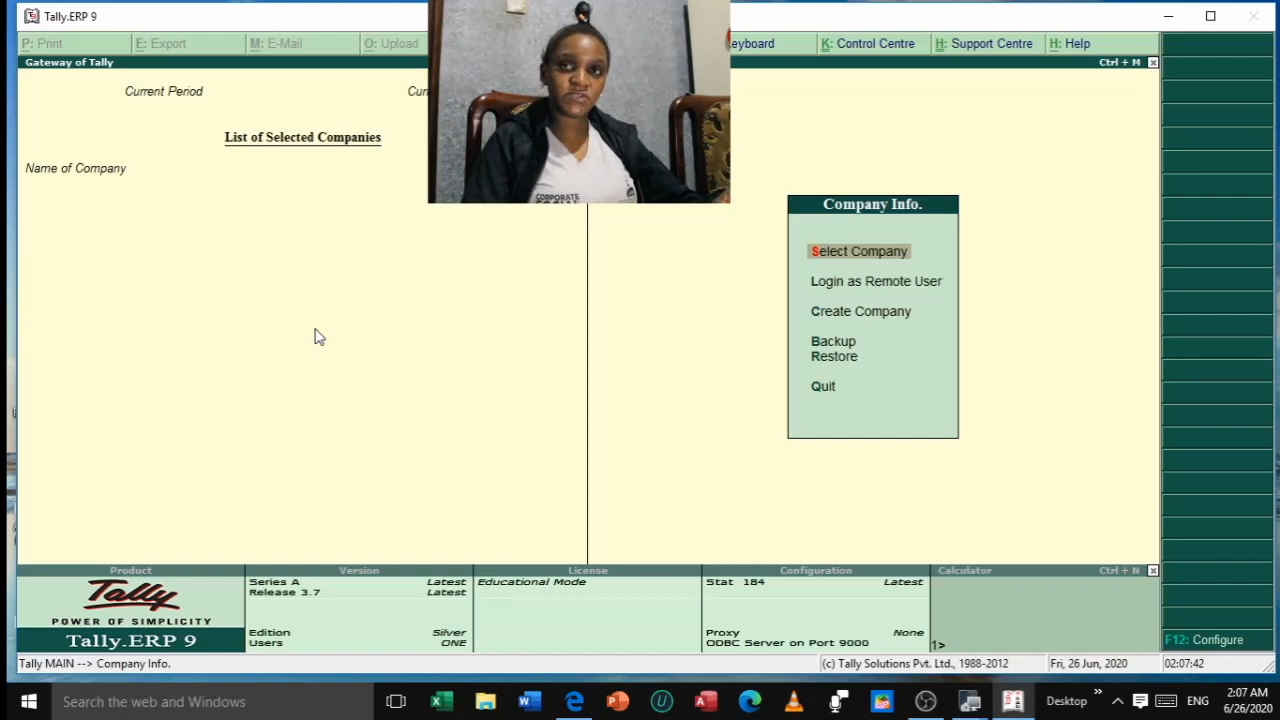 Tally.ERP 9
P: Print E: Export M: E-Mail O: Upload eyboard K: Control Centre H: Support Centre H: Help
Gateway of Tally Ctrl + M
Current Period
List of Selected Companies
Name of Company
CORPORATE
Company Info.
Select Company
Login as Remote User
Create Company
Backup
Restore
Quit
Product Version License Configuration Calculator Ctrl + N
Tally
POWER OF SIMPLICITY
Tally.ERP 9
Series A Latest
Release 3.7 Latest
Edition Silver
Users ONE
Educational Mode
Stat 184 Latest
Proxy None
ODBC Server on Port 9000
1>
F12: Configure
Tally MAIN --> Company Info. (c) Tally Solutions Pvt. Ltd., 1988-2012 Fri, 26 Jun, 2020 02:07:42
Search the web and Windows Desktop ENG 2:07 AM
6/26/2020